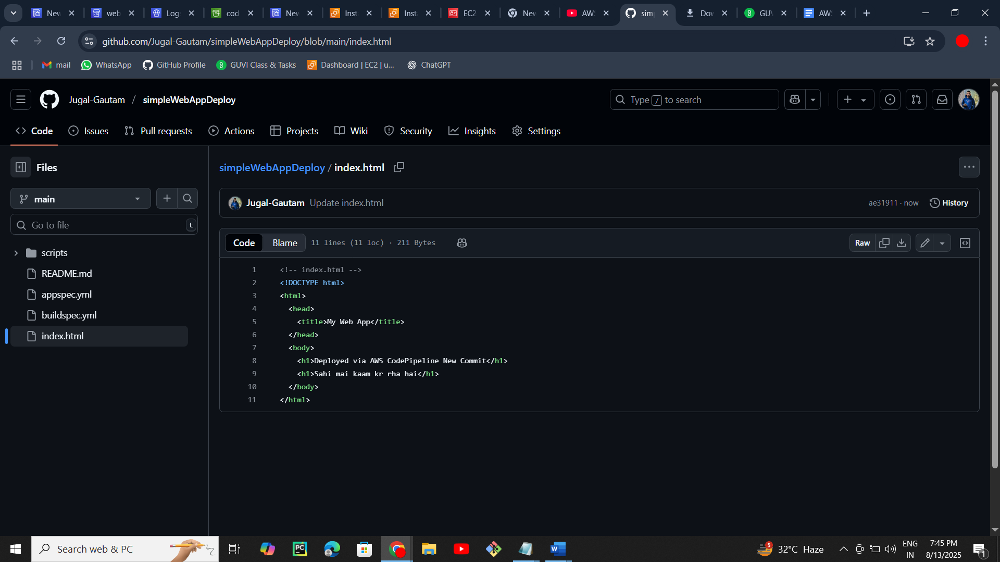 New
web
Log
cod
New
Inst
Inst
EC2
New
AW
sim
Dov
GU
AW
github.com/Jugal-Gautam/simpleWebAppDeploy/blob/main/index.html
mail
WhatsApp
GitHub Profile
GUVI Class & Tasks
Dashboard | EC2 | u...
ChatGPT
Jugal-Gautam / simpleWebAppDeploy
Type / to search
Code
Issues
Pull requests
Actions
Projects
Wiki
Security
Insights
Settings
Files
main
Go to file
t
scripts
README.md
appspec.yml
buildspec.yml
index.html
simpleWebAppDeploy / index.html
Jugal-Gautam Update index.html
ae31911 · now
History
Code
Blame
11 lines (11 loc) · 211 Bytes
Raw
1 <!-- index.html -->
2 <!DOCTYPE html>
3 <html>
4 <head>
5 <title>My Web App</title>
6 </head>
7 <body>
8 <h1>Deployed via AWS CodePipeline New Commit</h1>
9 <h1>Sahi mai kaam kr rha hai</h1>
10 </body>
11 </html>
Search web & PC
PC
W
5
32°C Haze
ENG
IN
7:45 PM
8/13/2025
1